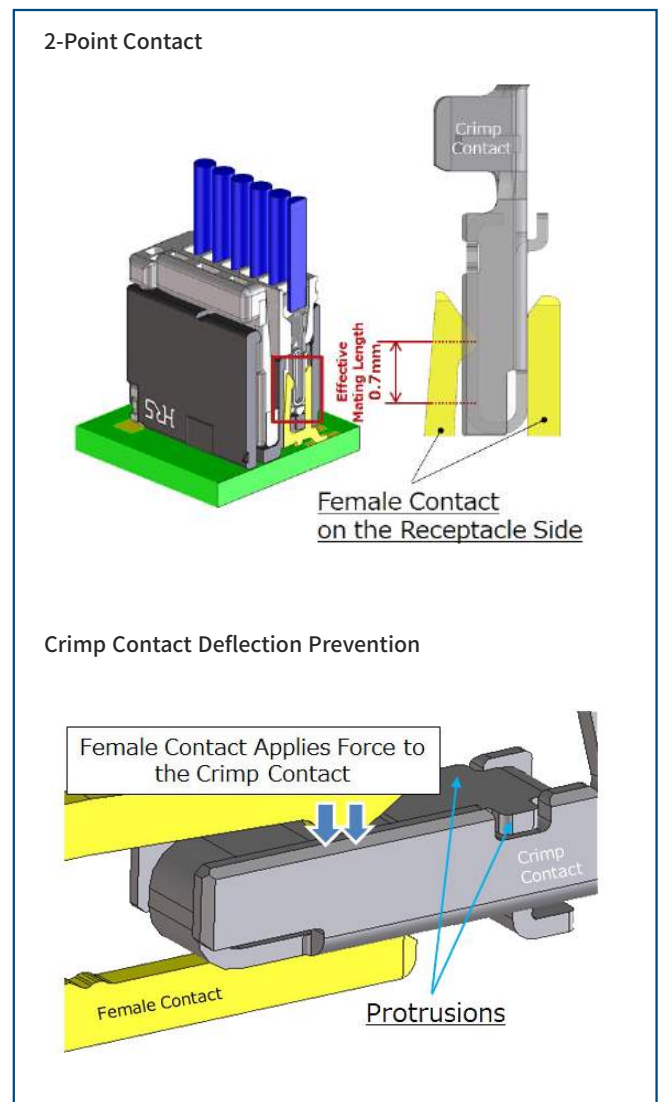 2-Point Contact
Crimp
Contact
Effective
Mating Length
0.7mm
HRS
Female Contact
on the Receptacle Side
Crimp Contact Deflection Prevention
Female Contact Applies Force to
the Crimp Contact
Crimp
Contact
Female Contact
Protrusions